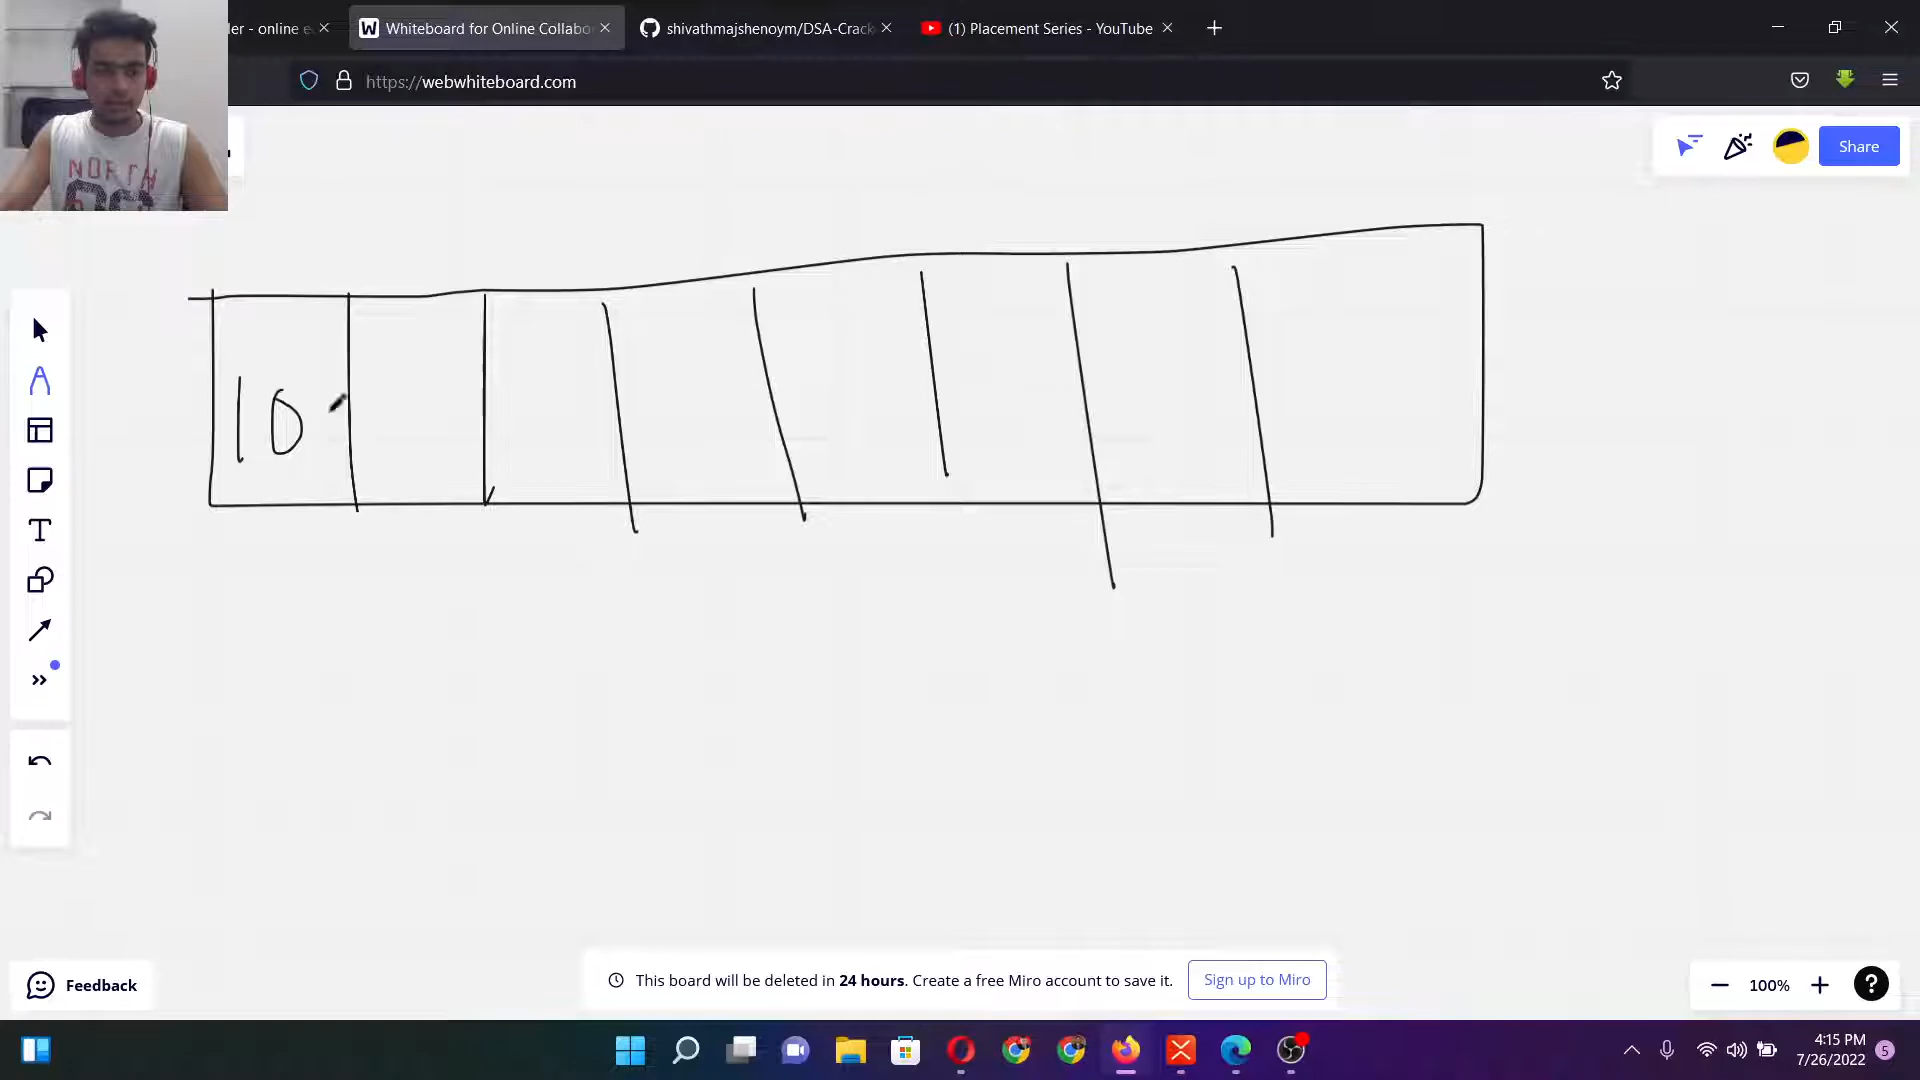 der - online e
Whiteboard for Online Collabo
shivathmajshenoym/DSA-Crack
(1) Placement Series - YouTube
https://webwhiteboard.com
NORTH
Share
10
T
Feedback
This board will be deleted in 24 hours. Create a free Miro account to save it.
Sign up to Miro
100%
?
4:15 PM
7/26/2022
5